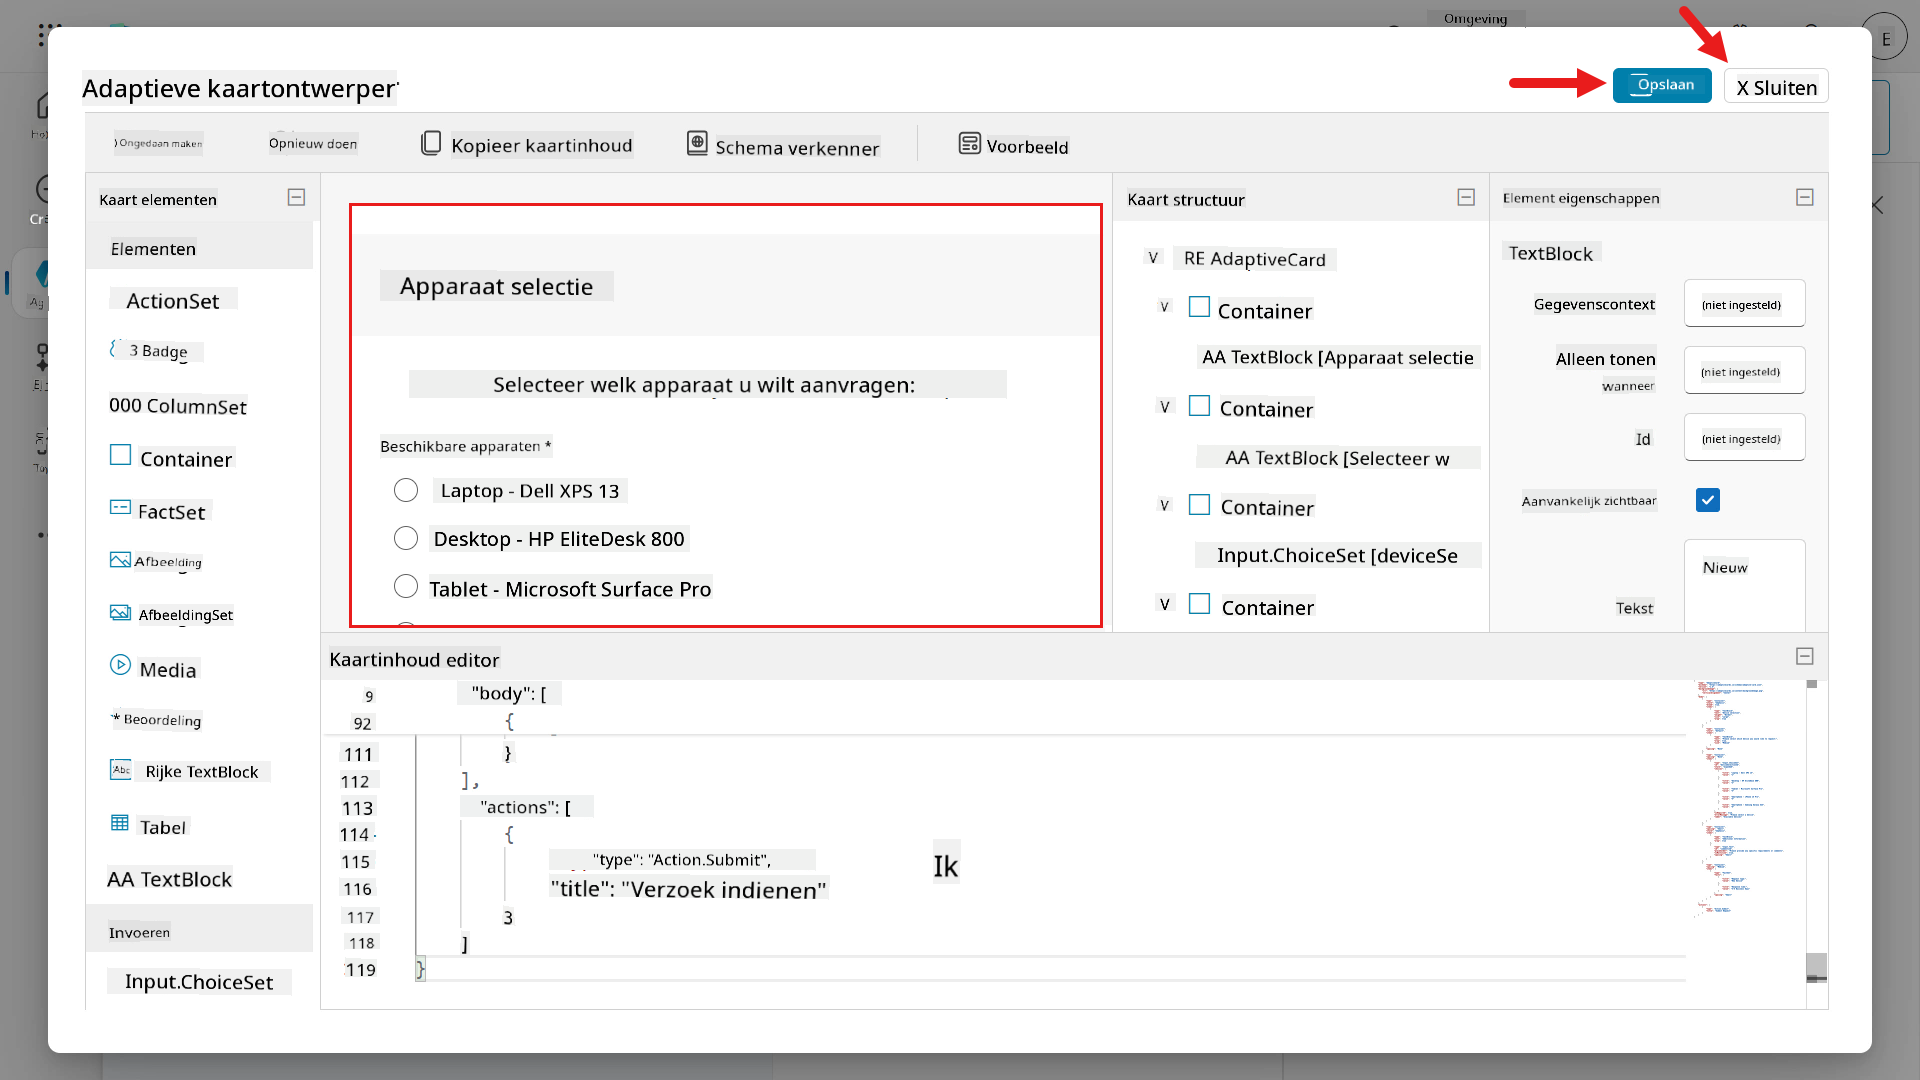 Omgeving
E
Adaptieve kaartontwerper
Opslaan
X Sluiten
Ongedaan maken
Opnieuw doen
Kopieer kaartinhoud
Schema verkenner
Voorbeeld
Kaart elementen
Elementen
ActionSet
3 Badge
000 ColumnSet
Container
FactSet
Afbeelding
AfbeeldingSet
Media
* Beoordeling
Abc Rijke TextBlock
Tabel
AA TextBlock
Invoeren
Input.ChoiceSet
Apparaat selectie
Selecteer welk apparaat u wilt aanvragen:
Beschikbare apparaten *
Laptop - Dell XPS 13
Desktop - HP EliteDesk 800
Tablet - Microsoft Surface Pro
Kaart structuur
V RE AdaptiveCard
V Container
AA TextBlock [Apparaat selectie
V Container
AA TextBlock [Selecteer w
V Container
Input.ChoiceSet [deviceSe
V Container
Element eigenschappen
TextBlock
Gegevenscontext (niet ingesteld)
Alleen tonen wanneer (niet ingesteld)
Id (niet ingesteld)
Aanvankelijk zichtbaar
Tekst Nieuw
Kaartinhoud editor
9 "body": [
92 {
111 }
112 ],
113 "actions": [
114 {
115 "type": "Action.Submit",
116 "title": "Verzoek indienen"
117 3
118 ]
119 }
Ik